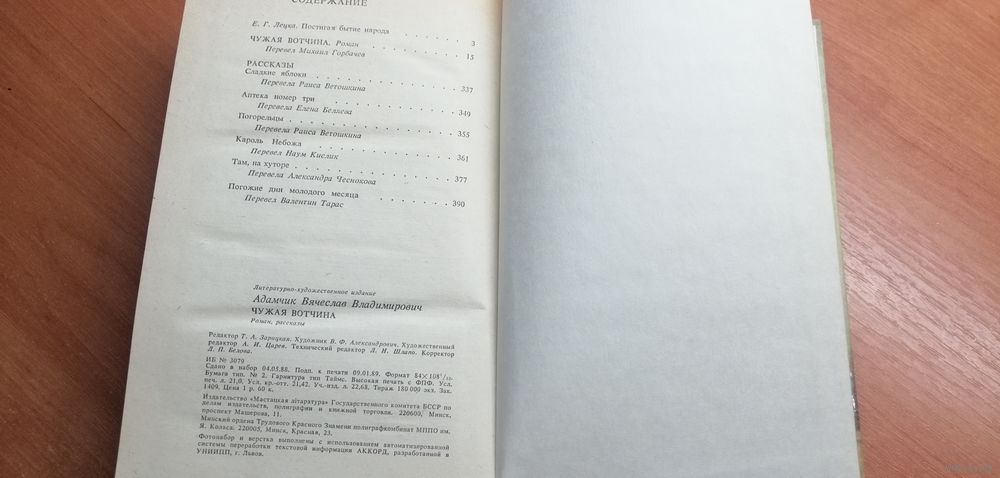 СОДЕРЖАНИЕ
Е. Г. Лецка. Постигая бытие народа . . . . . . 3
ЧУЖАЯ ВОТЧИНА. Роман . . . . . . . . 15
Перевел Михаил Горбачев
РАССКАЗЫ
Сладкие яблоки . . . . . . . . . . . 337
Перевела Раиса Ветошкина
Аптека номер три . . . . . . . . . . 349
Перевела Елена Беляева
Погорельцы . . . . . . . . . . . . 355
Перевела Раиса Ветошкина
Кароль Небожа . . . . . . . . . . . 361
Перевел Наум Кислик
Там, на хуторе . . . . . . . . . . . 377
Перевела Александра Чеснокова
Погожие дни молодого месяца . . . . . . 390
Перевел Валентин Тарас
Литературно-художественное издание
Адамчик Вячеслав Владимирович
ЧУЖАЯ ВОТЧИНА
Роман, рассказы
Редактор Т. А. Зарицкая. Художник В. Ф. Александрович. Художественный
редактор А. И. Царев. Технический редактор Л. Н. Шлапо. Корректор
Л. П. Белова.
ИБ № 3079
Сдано в набор 04.05.88. Подп. к печати 09.01.89. Формат 84×108¹/₃₂.
Бумага тип. № 2. Гарнитура тип Таймс. Высокая печать с ФПФ. Усл.
печ. л. 21,0. Усл. кр.-отт. 21,42. Уч.-изд. л. 22,68. Тираж 180 000 экз. Зак.
1409. Цена 1 р. 60 к.
Издательство «Мастацкая літаратура» Государственного комитета БССР по
делам издательств, полиграфии и книжной торговли. 220600, Минск,
проспект Машерова, 11.
Минский ордена Трудового Красного Знамени полиграфкомбинат МППО им.
Я. Коласа. 220005, Минск, Красная, 23.
Фотонабор и верстка выполнены с использованием автоматизированной
системы переработки текстовой информации АККОРД, разработанной в
УНИИПП, г. Львов.